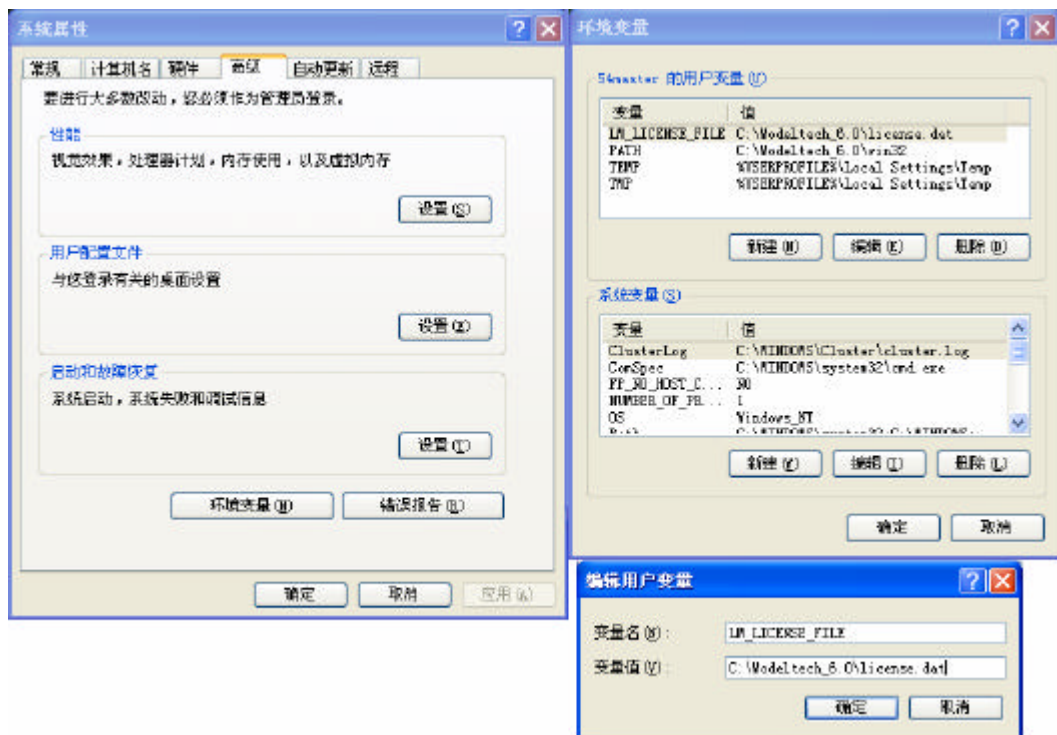 系统属性
常规 计算机名 硬件 高级 自动更新 远程
要进行大多数改动，您必须作为管理员登录。
性能
视觉效果，处理器计划，内存使用，以及虚拟内存
设置(S)
用户配置文件
与您登录有关的桌面设置
设置(E)
启动和故障恢复
系统启动，系统失败和调试信息
设置(T)
环境变量(N) 错误报告(R)
确定 取消 应用(A)
环境变量
54master 的用户变量(U)
变量 值
LM_LICENSE_FILE C:\Modeltech_6.0\license.dat
PATH C:\Modeltech_6.0\win32
TEMP %USERPROFILE%\Local Settings\Temp
TMP %USERPROFILE%\Local Settings\Temp
新建(N) 编辑(E) 删除(D)
系统变量(S)
变量 值
ClusterLog C:\WINDOWS\Cluster\cluster.log
ComSpec C:\WINDOWS\system32\cmd.exe
FP_NO_HOST_C... NO
NUMBER_OF_PR... 1
OS Windows_NT
新建(W) 编辑(I) 删除(L)
确定 取消
编辑用户变量
变量名(N): LM_LICENSE_FILE
变量值(V): C:\Modeltech_6.0\license.dat
确定 取消